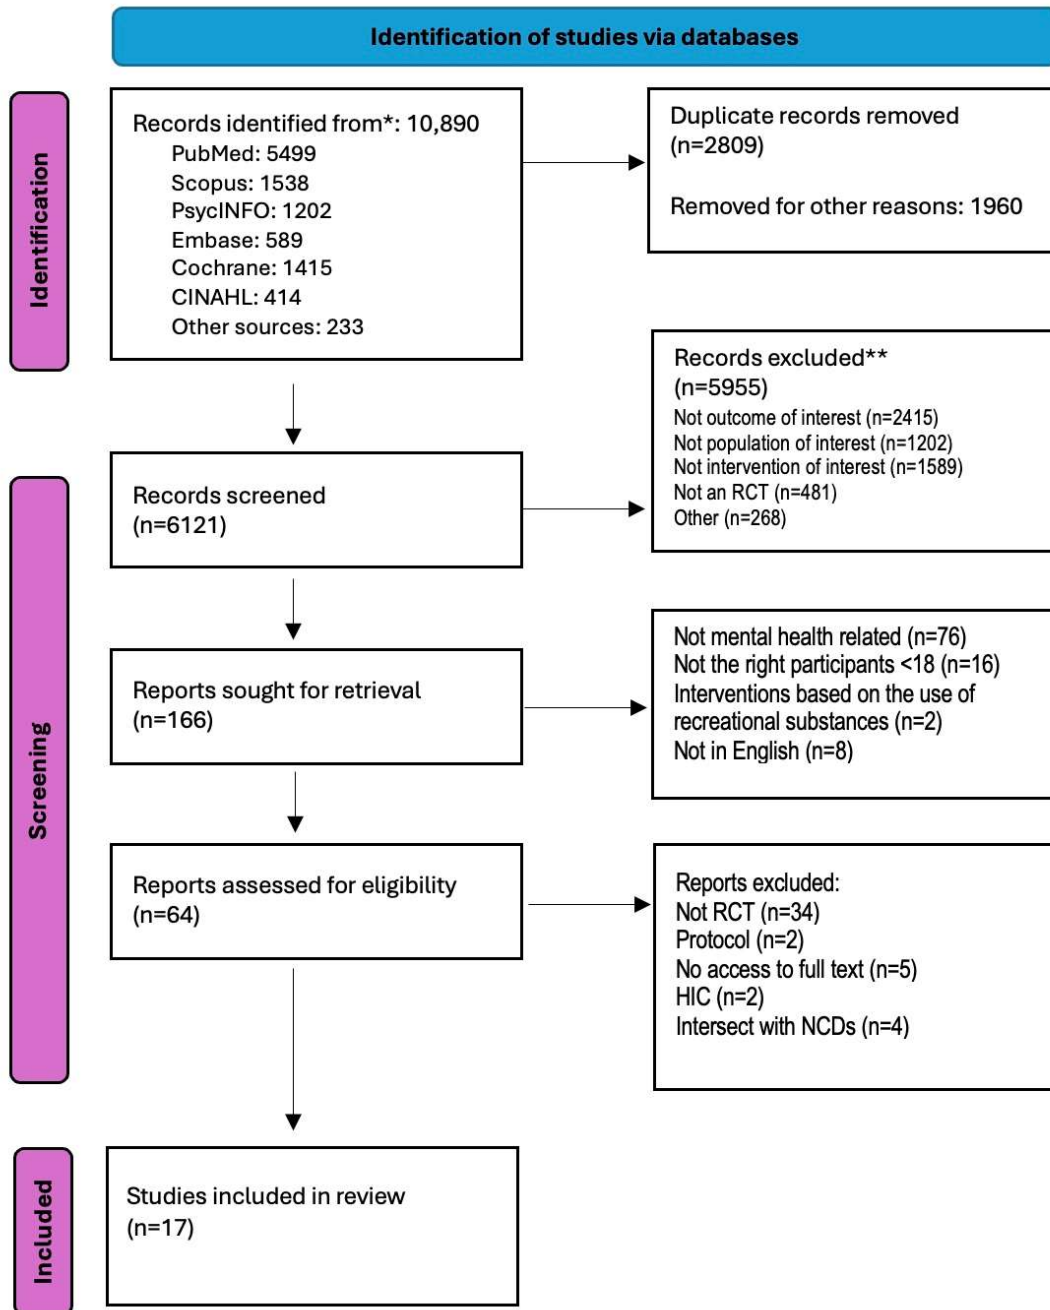 Identification of studies via databases
Identification
Records identified from*: 10,890
PubMed: 5499
Scopus: 1538
PsycINFO: 1202
Embase: 589
Cochrane: 1415
CINAHL: 414
Other sources: 233
Duplicate records removed
(n=2809)
Removed for other reasons: 1960
Screening
Records screened
(n=6121)
Records excluded**
(n=5955)
Not outcome of interest (n=2415)
Not population of interest (n=1202)
Not intervention of interest (n=1589)
Not an RCT (n=481)
Other (n=268)
Reports sought for retrieval
(n=166)
Not mental health related (n=76)
Not the right participants <18 (n=16)
Interventions based on the use of
recreational substances (n=2)
Not in English (n=8)
Reports assessed for eligibility
(n=64)
Reports excluded:
Not RCT (n=34)
Protocol (n=2)
No access to full text (n=5)
HIC (n=2)
Intersect with NCDs (n=4)
Included
Studies included in review
(n=17)